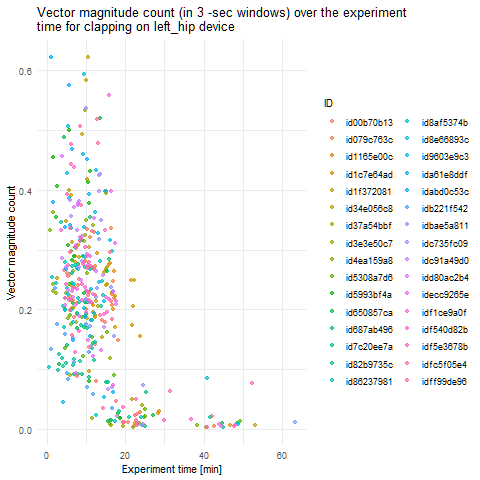 Vector magnitude count (in 3 -sec windows) over the experiment
time for clapping on left_hip device
Vector magnitude count
0.6
0.4
0.2
0.0
0
20
40
60
Experiment time [min]
ID
id00b70b13
id079c763c
id1165e00c
id1c7e64ad
id1f372081
id34e056c8
id37a54bbf
id3e3e50c7
id4ea159a8
id5308a7d6
id5993bf4a
id650857ca
id687ab496
id7c20ee7a
id82b9735c
id86237981
id8af5374b
id8e66893c
id9603e9c3
ida61e8ddf
idabd0c53c
idb221f542
idbae5a811
idc735fc09
idc91a49d0
idd80ac2b4
idecc9265e
idf1ce9a0f
idf540d82b
idf5e3678b
idfc5f05e4
idff99de96